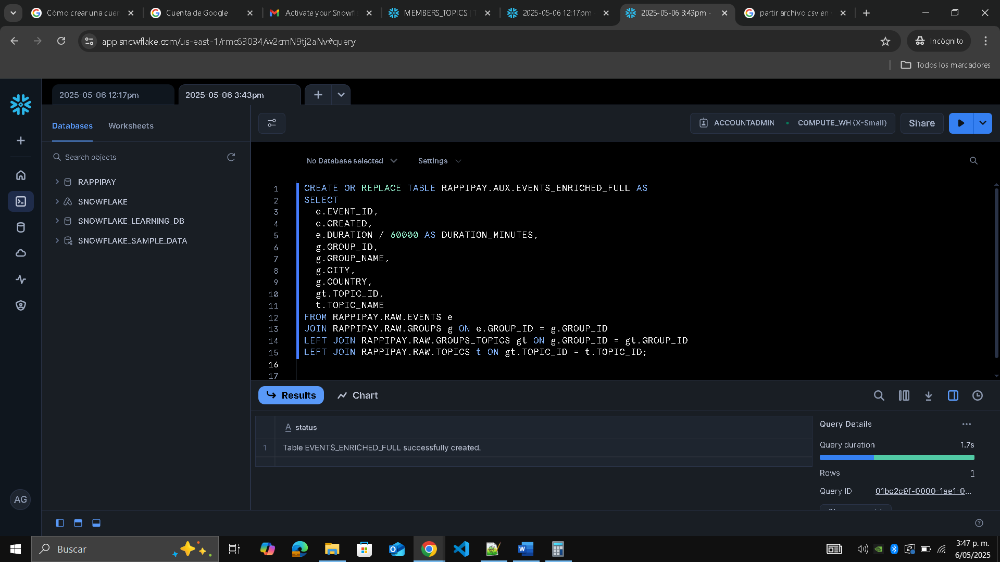 Cómo crear una cuen
Cuenta de Google
Activate your Snowfl
MEMBERS_TOPICS | T
2025-05-06 12:17pm
2025-05-06 3:43pm -
partir archivo csv en
app.snowflake.com/us-east-1/rmc63034/w2cmN9tj2aNv#query
Incógnito
Todos los marcadores
2025-05-06 12:17pm
2025-05-06 3:43pm
Databases
Worksheets
ACCOUNTADMIN
COMPUTE_WH (X-Small)
Share
Search objects
RAPPIPAY
SNOWFLAKE
SNOWFLAKE_LEARNING_DB
SNOWFLAKE_SAMPLE_DATA
AG
No Database selected
Settings
1 CREATE OR REPLACE TABLE RAPPIPAY.AUX.EVENTS_ENRICHED_FULL AS
2 SELECT
3 e.EVENT_ID,
4 e.CREATED,
5 e.DURATION / 60000 AS DURATION_MINUTES,
6 g.GROUP_ID,
7 g.GROUP_NAME,
8 g.CITY,
9 g.COUNTRY,
10 gt.TOPIC_ID,
11 t.TOPIC_NAME
12 FROM RAPPIPAY.RAW.EVENTS e
13 JOIN RAPPIPAY.RAW.GROUPS g ON e.GROUP_ID = g.GROUP_ID
14 LEFT JOIN RAPPIPAY.RAW.GROUPS_TOPICS gt ON g.GROUP_ID = gt.GROUP_ID
15 LEFT JOIN RAPPIPAY.RAW.TOPICS t ON gt.TOPIC_ID = t.TOPIC_ID;
16
17
Results
Chart
A status
1 Table EVENTS_ENRICHED_FULL successfully created.
Query Details
Query duration 1.7s
Rows 1
Query ID 01bc2c9f-0000-1ae1-0...
Buscar
3:47 p. m.
6/05/2025